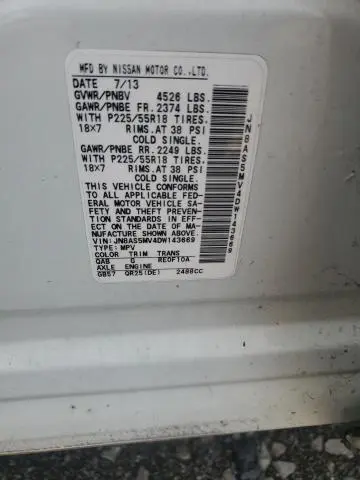 MFD BY NISSAN MOTOR CO.,LTD.
DATE 7/13
GVWR/PNBV 4526 LBS.
GAWR/PNBE FR. 2374 LBS.
WITH P225/55R18 TIRES.
18X7 RIMS.AT 38 PSI
COLD SINGLE.
GAWR/PNBE RR. 2249 LBS.
WITH P225/55R18 TIRES.
18X7 RIMS.AT 38 PSI
COLD SINGLE.
THIS VEHICLE CONFORMS
TO ALL APPLICABLE FED-
ERAL MOTOR VEHICLE SA-
FETY AND THEFT PREVEN-
TION STANDARDS IN EFF-
ECT ON THE DATE OF MA-
NUFACTURE SHOWN ABOVE.
VIN:JN8AS5MV4DW143669
TYPE:MPV
COLOR TRIM TRANS
QAB G RE0F10A
AXLE ENGINE
GB57 QR25(DE) 2488CC
JN8AS5MV4DW143669